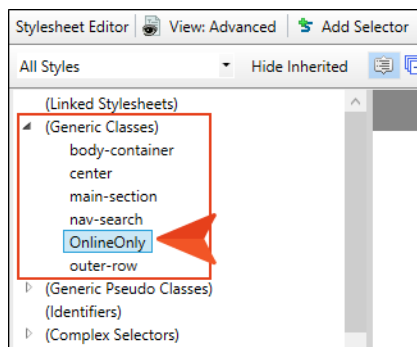 Stylesheet Editor View: Advanced Add Selector
All Styles Hide Inherited
(Linked Stylesheets)
(Generic Classes)
body-container
center
main-section
nav-search
OnlineOnly
outer-row
(Generic Pseudo Classes)
(Identifiers)
(Complex Selectors)